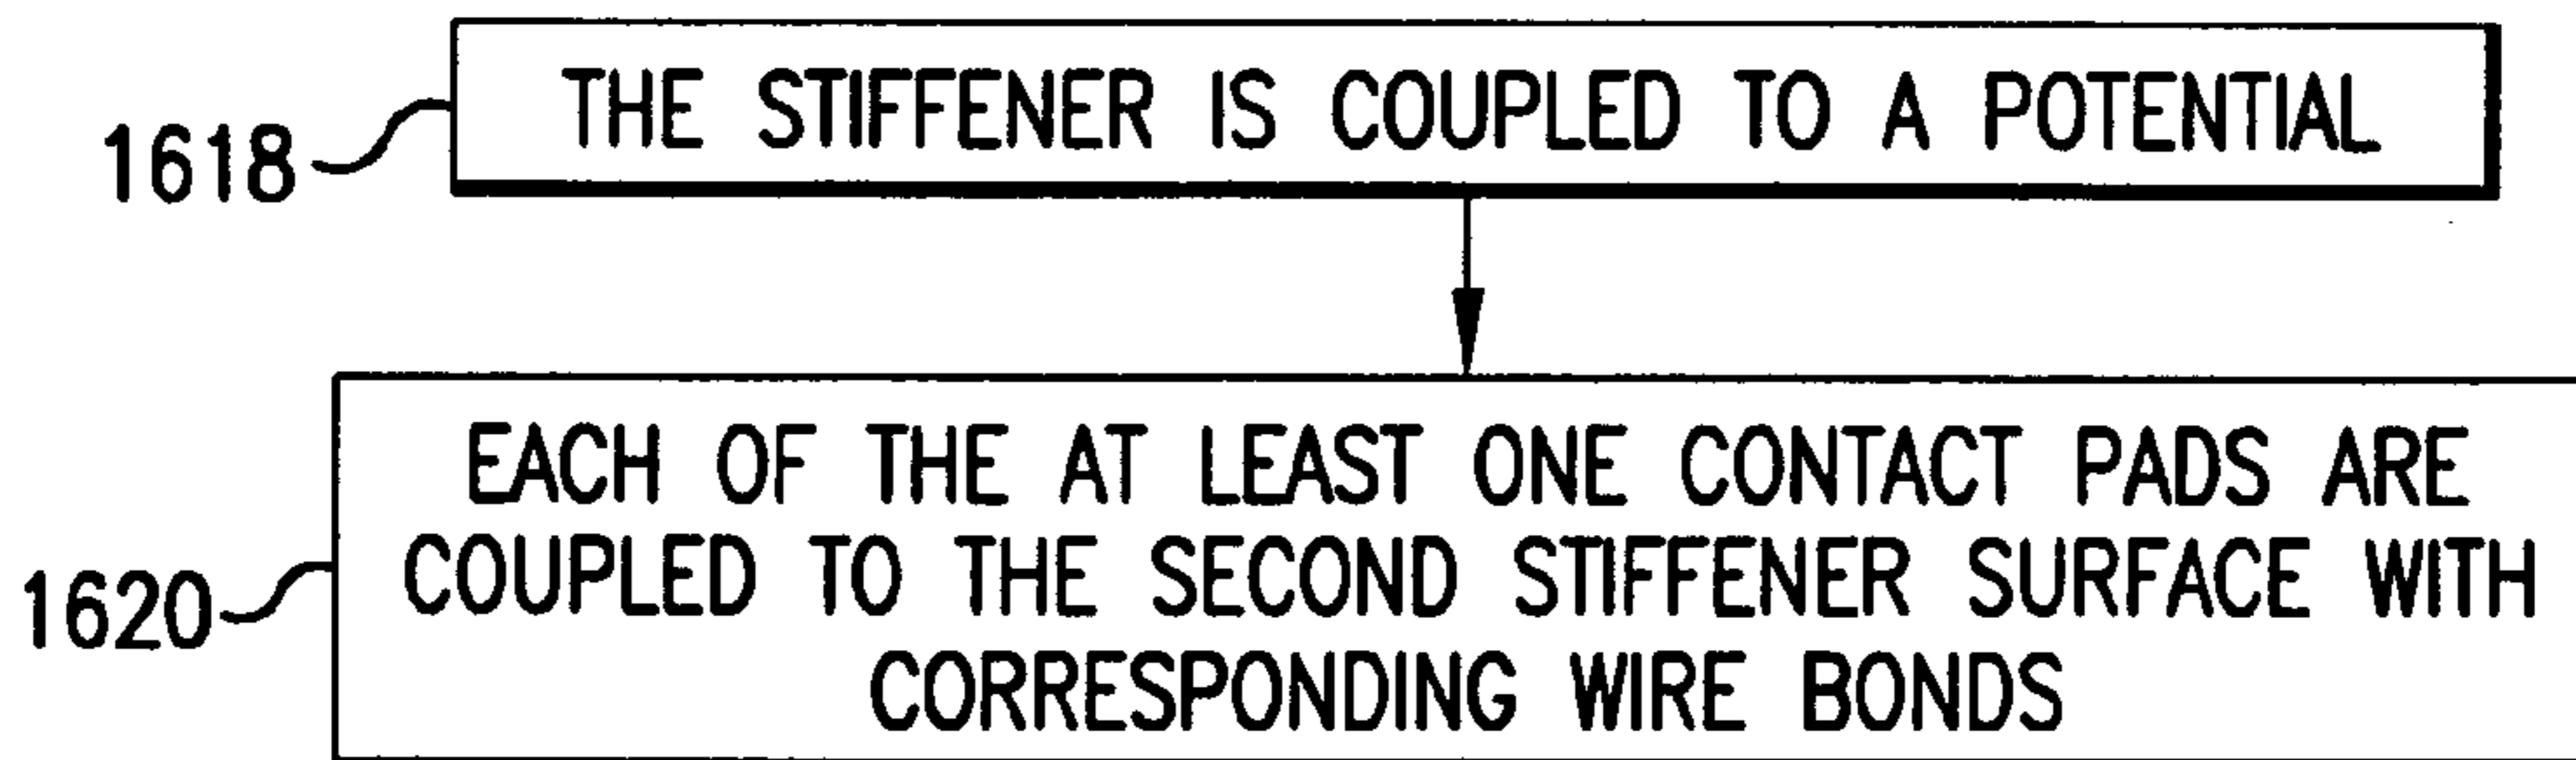 1618
THE STIFFENER IS COUPLED TO A POTENTIAL
1620
EACH OF THE AT LEAST ONE CONTACT PADS ARE
COUPLED TO THE SECOND STIFFENER SURFACE WITH
CORRESPONDING WIRE BONDS